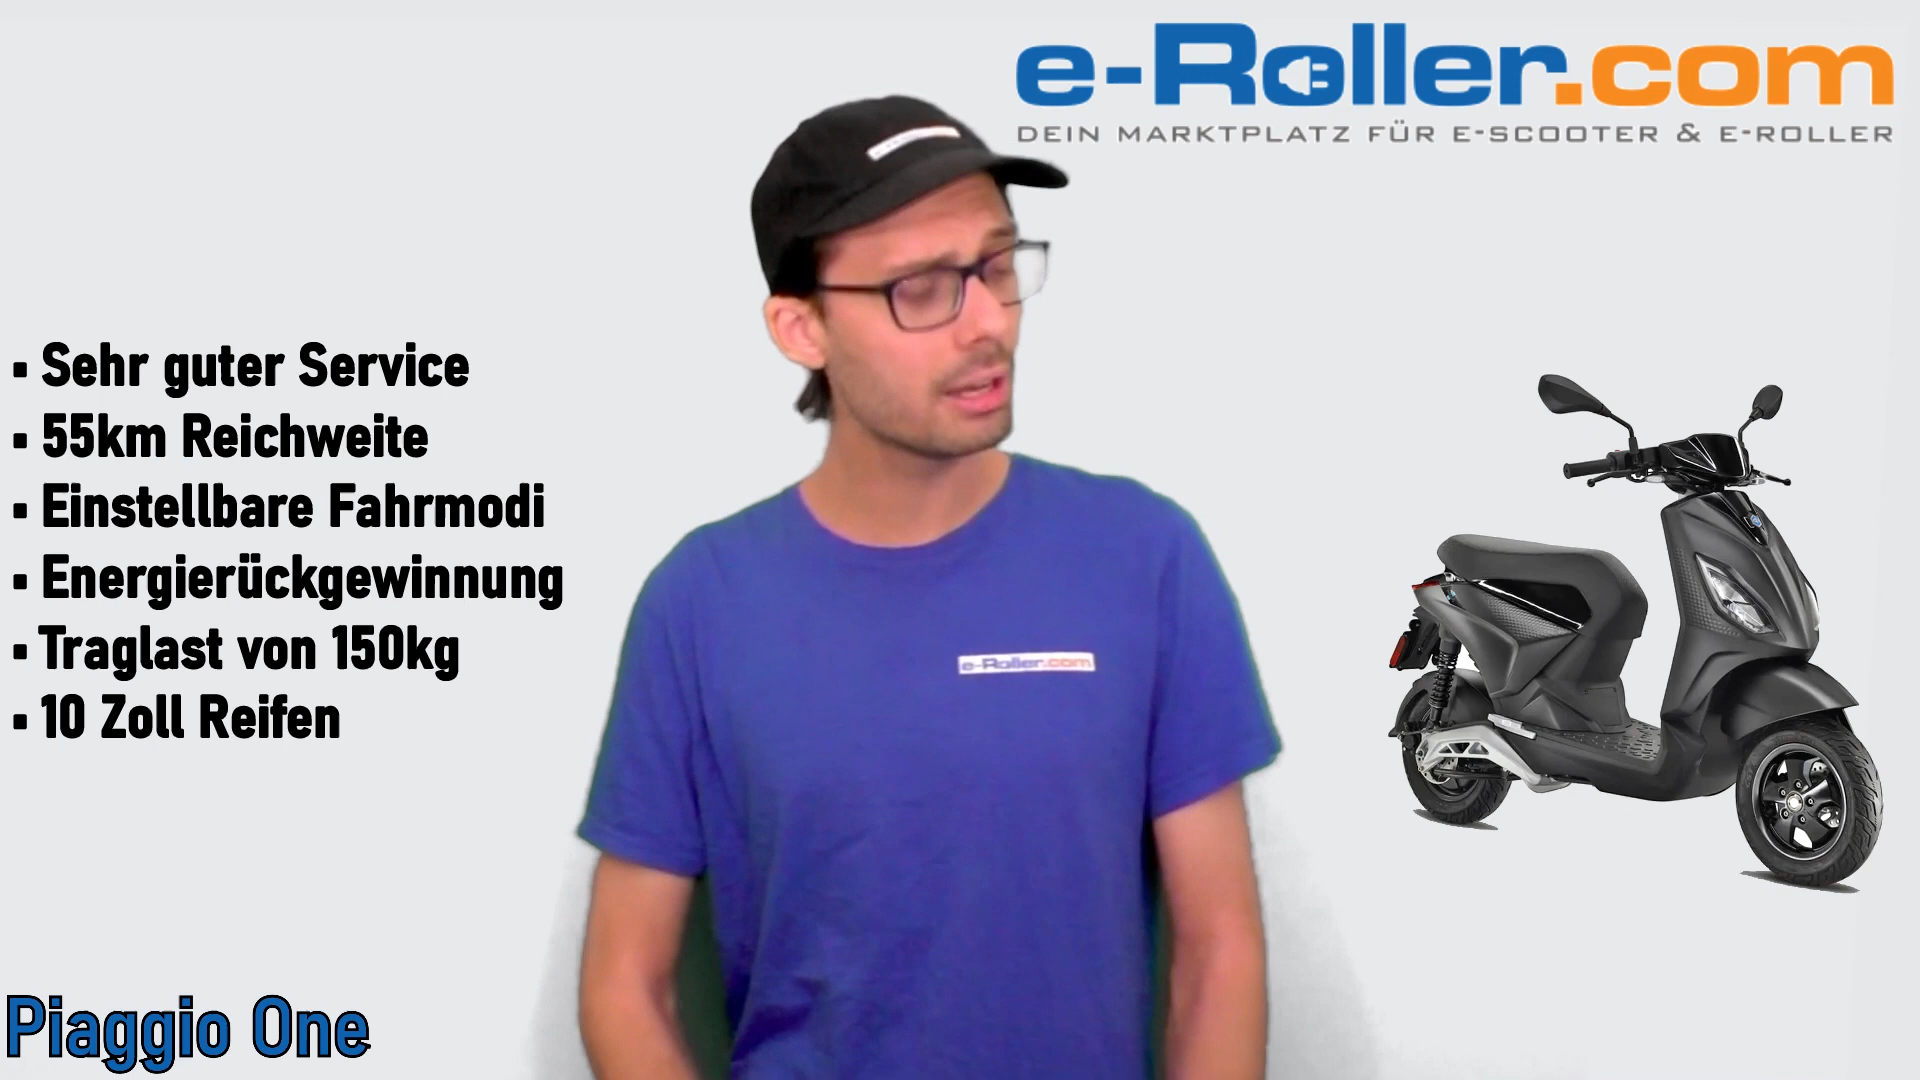 e-Roller.com
DEIN MARKTPLATZ FÜR E-SCOOTER & E-ROLLER
▪ Sehr guter Service
▪ 55km Reichweite
▪ Einstellbare Fahrmodi
▪ Energierückgewinnung
▪ Traglast von 150kg
▪ 10 Zoll Reifen
e-Roller.com
Piaggio One